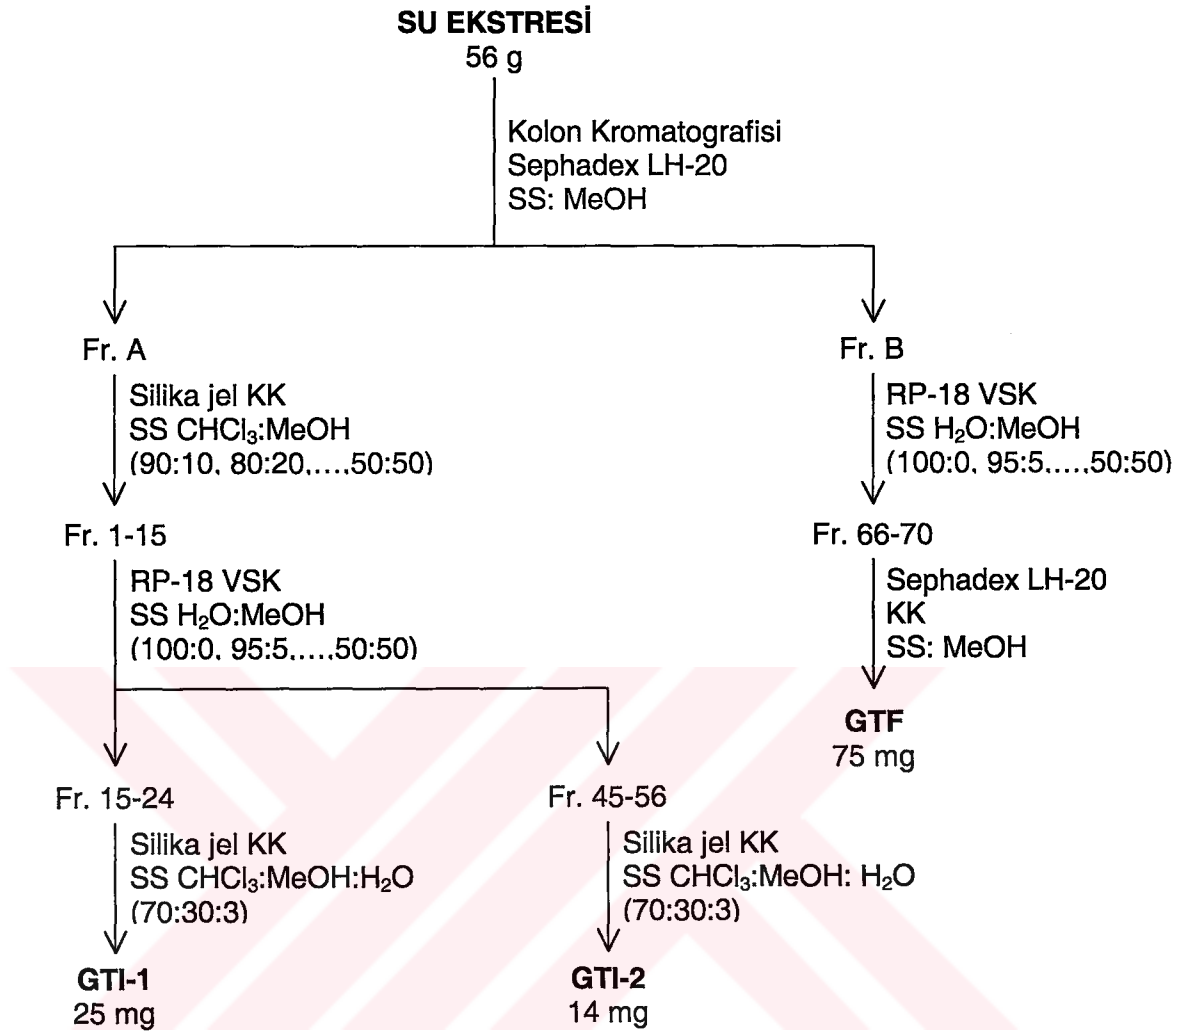 SU EKSTRESİ
56 g
Kolon Kromatografisi
Sephadex LH-20
SS: MeOH
Fr. A
Silika jel KK
SS CHCl₃:MeOH
(90:10, 80:20,...,50:50)
Fr. 1-15
RP-18 VSK
SS H₂O:MeOH
(100:0, 95:5,....,50:50)
Fr. 15-24
Silika jel KK
SS CHCl₃:MeOH:H₂O
(70:30:3)
GTI-1
25 mg
Fr. 45-56
Silika jel KK
SS CHCl₃:MeOH: H₂O
(70:30:3)
GTI-2
14 mg
Fr. B
RP-18 VSK
SS H₂O:MeOH
(100:0, 95:5,....,50:50)
Fr. 66-70
Sephadex LH-20
KK
SS: MeOH
GTF
75 mg